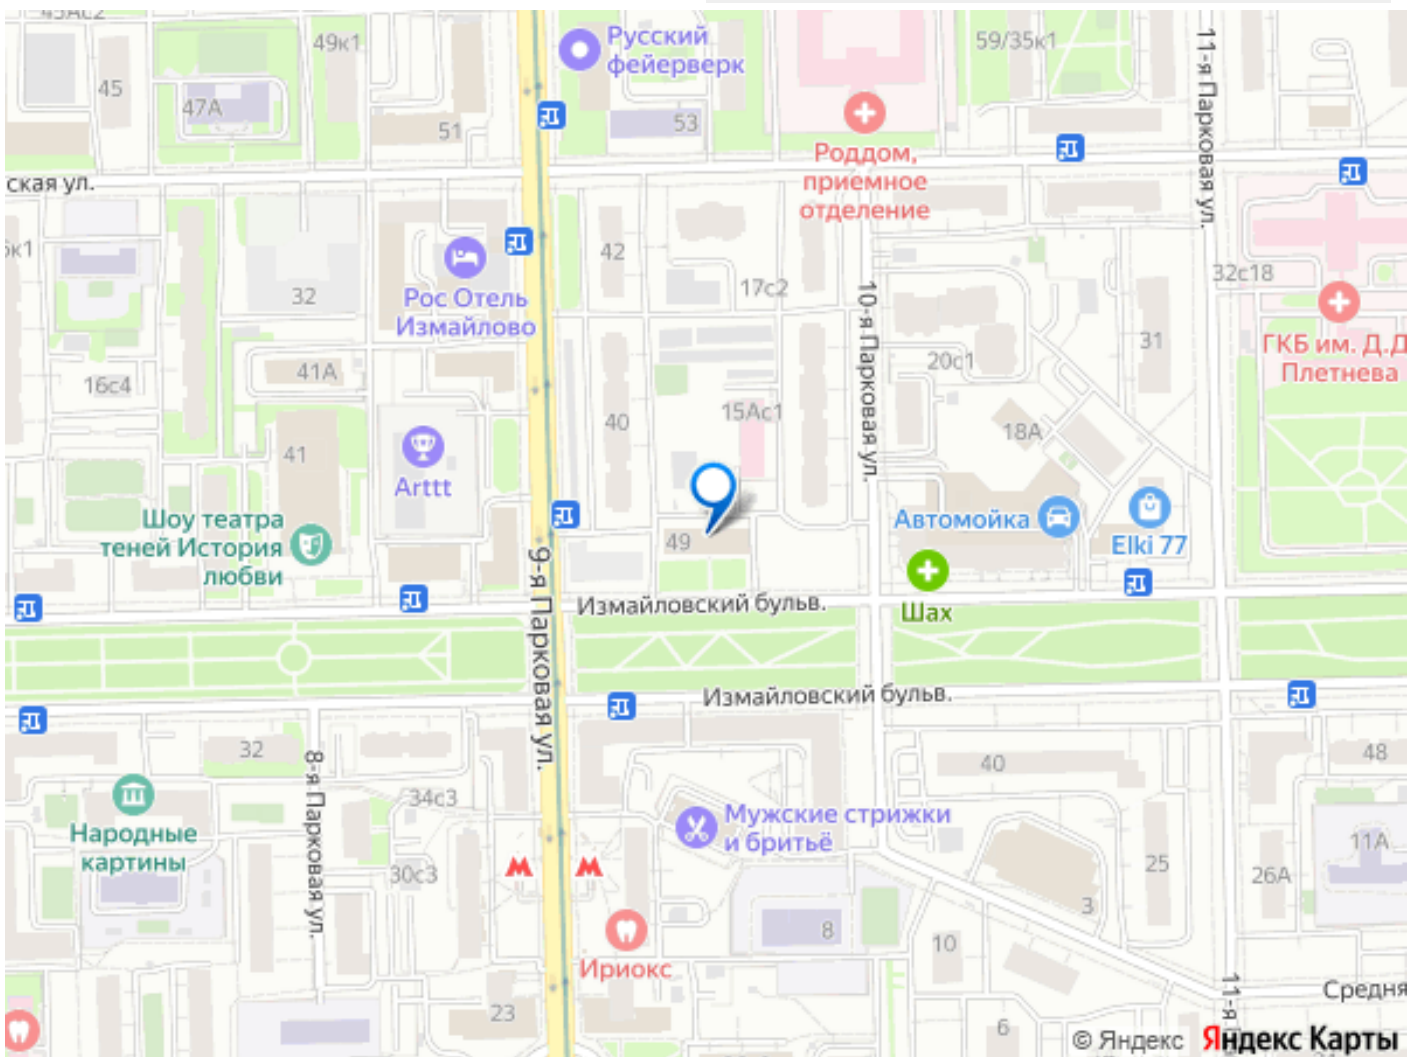 45Ас2
49к1
Русский
фейерверк
59/35к1
11-я Парковая ул.
45
47А
51
53
Роддом,
приемное
отделение
ская ул.
5к1
42
32с18
Рос Отель
Измайлово
32
17с2
10-я Парковая ул.
31
ГКБ им. Д.Д
Плетнева
41А
20с1
16с4
40
15Ас1
18А
41
Arttt
Автомойка
Elki 77
Шоу театра
теней История
любви
49
9-я Парковая ул.
Измайловский бульв.
Шах
Измайловский бульв.
32
8-я Парковая ул.
40
48
34с3
Мужские стрижки
и бритьё
Народные
картины
11А
30с3
М
М
25
26А
3
8
10
Ириокс
11-я
Средня
23
6
© Яндекс
Яндекс Карты